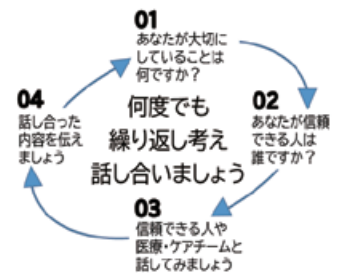 01
あなたが大切に
していることは
何ですか？
02
あなたが信頼
できる人は
誰ですか？
03
信頼できる人や
医療・ケアチームと
話してみましょう
04
話し合った
内容を伝え
ましょう
何度でも
繰り返し考え
話し合いましょう